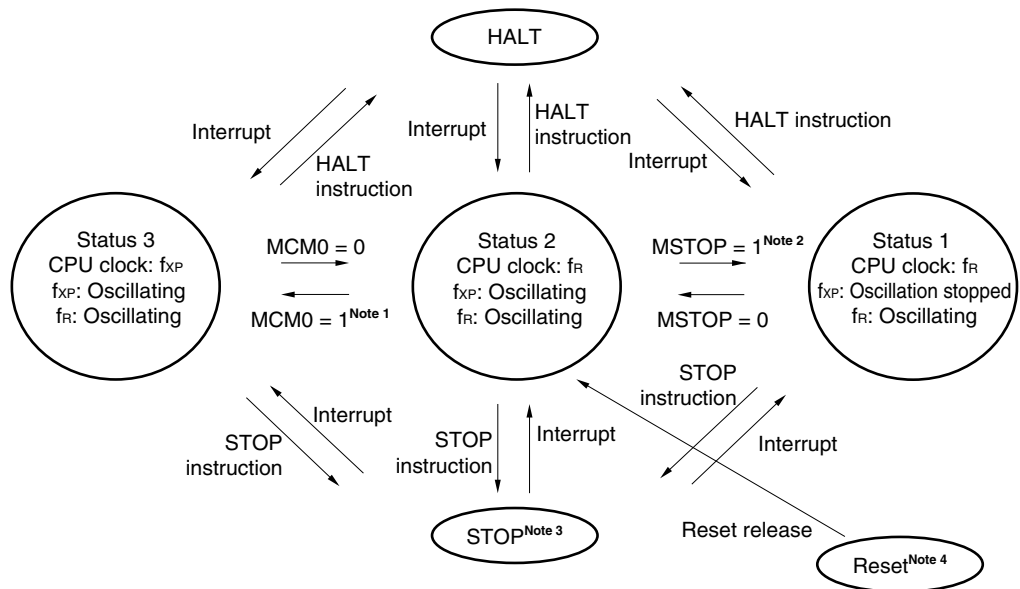 HALT
Interrupt
HALT
instruction
Interrupt
HALT
instruction
HALT instruction
Interrupt
Status 3
CPU clock: fXP
fXP: Oscillating
fR: Oscillating
MCM0 = 0
MCM0 = 1Note 1
Status 2
CPU clock: fR
fXP: Oscillating
fR: Oscillating
MSTOP = 1Note 2
MSTOP = 0
Status 1
CPU clock: fR
fXP: Oscillation stopped
fR: Oscillating
STOP
instruction
Interrupt
STOP
instruction
Interrupt
STOP
instruction
Interrupt
STOPNote 3
Reset release
ResetNote 4